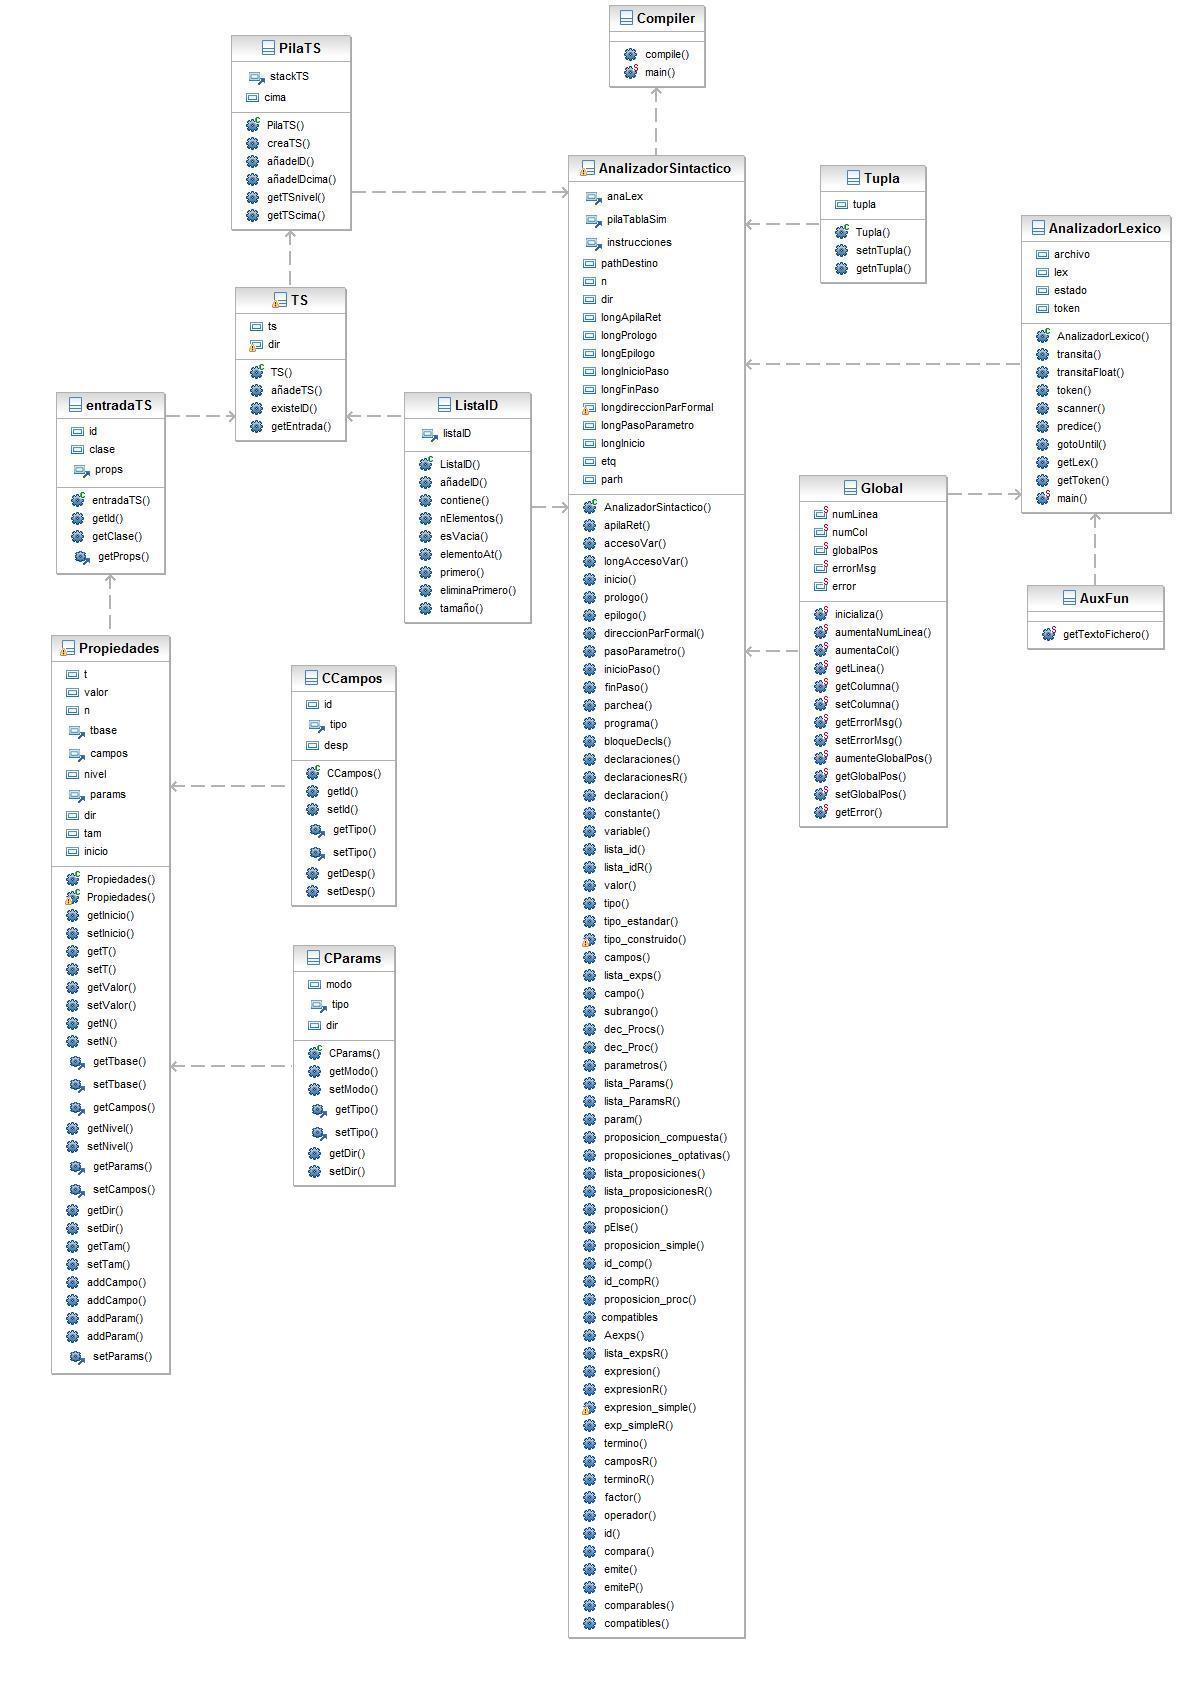 Compiler
compile()
main()
PilaTS
stackTS
cima
PilaTS()
creaTS()
añadeID()
añadeIDcima()
getTSnivel()
getTScima()
AnalizadorSintactico
anaLex
pilaTablaSim
instrucciones
pathDestino
n
dir
longApilaRet
longPrologo
longEpilogo
longInicioPaso
longFinPaso
longdireccionParFormal
longPasoParametro
longInicio
etq
parh
AnalizadorSintactico()
apilaRet()
accesoVar()
longAccesoVar()
inicio()
prologo()
epilogo()
direccionParFormal()
pasoParametro()
inicioPaso()
finPaso()
parchea()
programa()
bloqueDecls()
declaraciones()
declaracionesR()
declaracion()
constante()
variable()
lista_id()
lista_idR()
valor()
tipo()
tipo_estandar()
tipo_construido()
campos()
lista_exps()
campo()
subrango()
dec_Procs()
dec_Proc()
parametros()
lista_Params()
lista_ParamsR()
param()
proposicion_compuesta()
proposiciones_optativas()
lista_proposiciones()
lista_proposicionesR()
proposicion()
pElse()
proposicion_simple()
id_comp()
id_compR()
proposicion_proc()
compatibles
Aexps()
lista_expsR()
expresion()
expresionR()
expresion_simple()
exp_simpleR()
termino()
camposR()
terminoR()
factor()
operador()
id()
compara()
emite()
emiteP()
comparables()
compatibles()
Tupla
tupla
Tupla()
setnTupla()
getnTupla()
AnalizadorLexico
archivo
lex
estado
token
AnalizadorLexico()
transita()
transitaFloat()
token()
scanner()
predice()
gotoUntil()
getLex()
getToken()
main()
TS
ts
dir
TS()
añadeTS()
existeID()
getEntrada()
entradaTS
id
clase
props
entradaTS()
getId()
getClase()
getProps()
ListaID
listaID
ListaID()
añadeID()
contiene()
nElementos()
esVacia()
elementoAt()
primero()
eliminaPrimero()
tamaño()
Global
numLinea
numCol
globalPos
errorMsg
error
inicializa()
aumentaNumLinea()
aumentaCol()
getLinea()
getColumna()
setColumna()
getErrorMsg()
setErrorMsg()
aumenteGlobalPos()
getGlobalPos()
setGlobalPos()
getError()
AuxFun
getTextoFichero()
Propiedades
t
valor
n
tbase
campos
nivel
params
dir
tam
inicio
Propiedades()
Propiedades()
getInicio()
setInicio()
getT()
setT()
getValor()
setValor()
getN()
setN()
getTbase()
setTbase()
getCampos()
getNivel()
setNivel()
getParams()
setCampos()
getDir()
setDir()
getTam()
setTam()
addCampo()
addCampo()
addParam()
addParam()
setParams()
CCampos
id
tipo
desp
CCampos()
getId()
setId()
getTipo()
setTipo()
getDesp()
setDesp()
CParams
modo
tipo
dir
CParams()
getModo()
setModo()
getTipo()
setTipo()
getDir()
setDir()